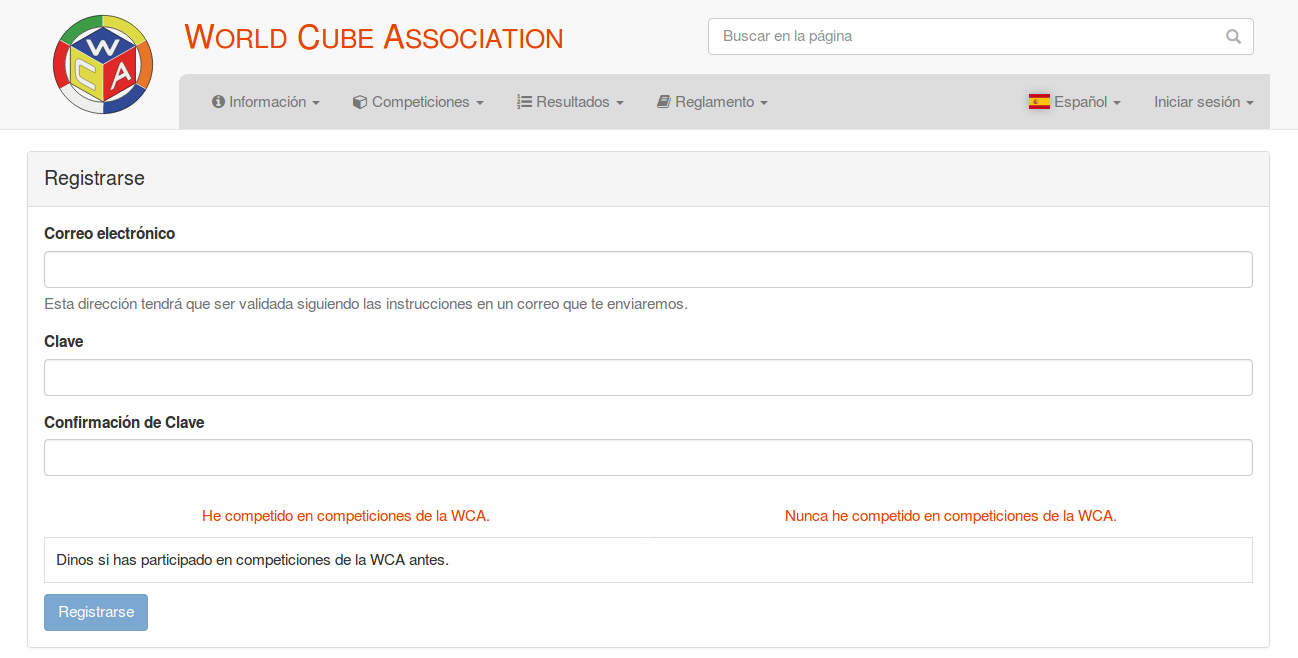 W
C
A
World Cube Association
Buscar en la página
Información
Competiciones
Resultados
Reglamento
Español
Iniciar sesión
Registrarse
Correo electrónico
Esta dirección tendrá que ser validada siguiendo las instrucciones en un correo que te enviaremos.
Clave
Confirmación de Clave
He competido en competiciones de la WCA.
Nunca he competido en competiciones de la WCA.
Dinos si has participado en competiciones de la WCA antes.
Registrarse